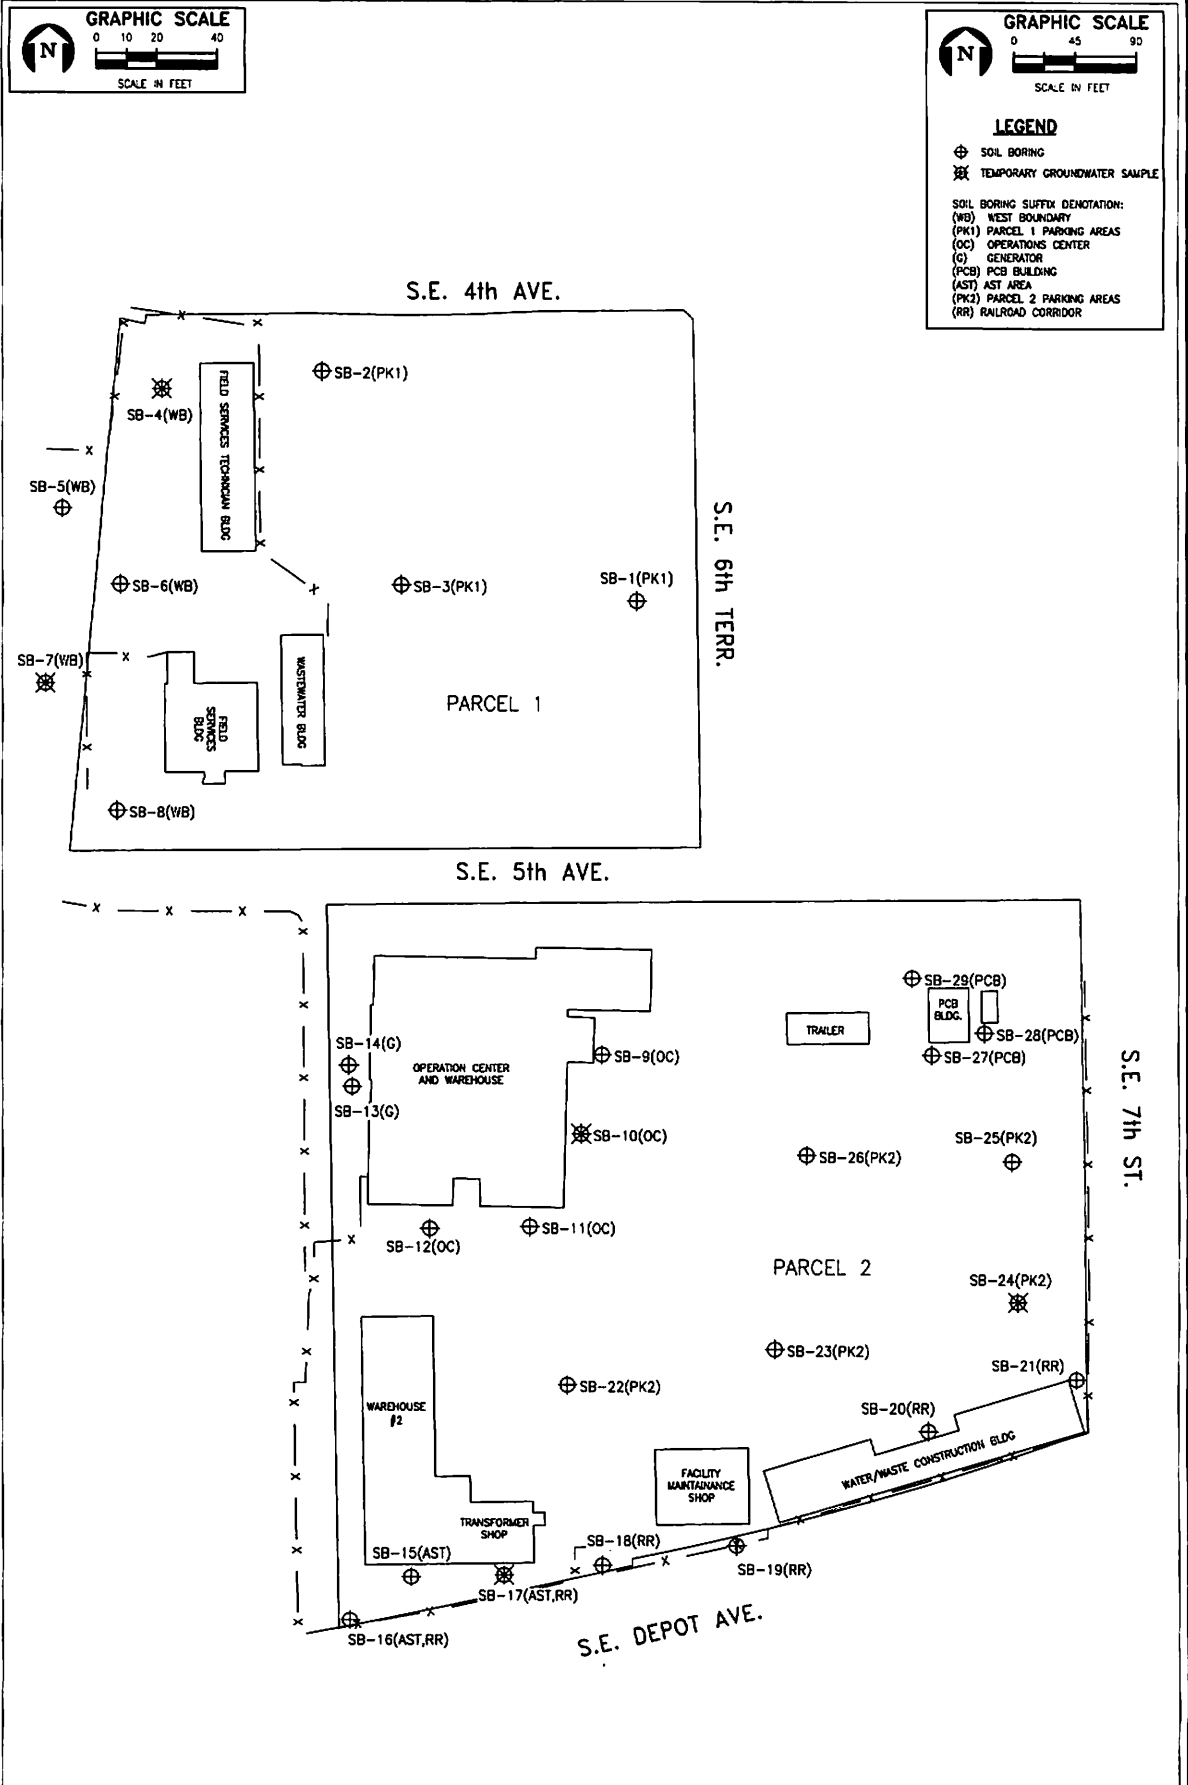 GRAPHIC SCALE
0 10 20 40
N
SCALE IN FEET
GRAPHIC SCALE
0 45 90
N
SCALE IN FEET
LEGEND
SOIL BORING
TEMPORARY GROUNDWATER SAMPLE
SOIL BORING SUFFIX DENOTATION:
(WB) WEST BOUNDARY
(PK1) PARCEL 1 PARKING AREAS
(OC) OPERATIONS CENTER
(G) GENERATOR
(PCB) PCB BUILDING
(AST) AST AREA
(PK2) PARCEL 2 PARKING AREAS
(RR) RAILROAD CORRIDOR
S.E. 4th AVE.
SB-2(PK1)
SB-4(WB)
FIELD SERVICES TECHNICIAN BLDG
SB-5(WB)
S.E. 6th TERR.
SB-6(WB)
SB-3(PK1)
SB-1(PK1)
SB-7(WB)
WASTEWATER BLDG
FIELD
SERVICES
BLDG
PARCEL 1
SB-8(WB)
S.E. 5th AVE.
SB-29(PCB)
PCB
BLDG.
TRAILER
SB-28(PCB)
SB-14(G)
SB-9(OC)
SB-27(PCB)
OPERATION CENTER
AND WAREHOUSE
S.E. 7th ST.
SB-13(G)
SB-10(OC)
SB-25(PK2)
SB-26(PK2)
SB-11(OC)
SB-12(OC)
PARCEL 2
SB-24(PK2)
SB-23(PK2)
SB-21(RR)
SB-22(PK2)
WAREHOUSE
#2
SB-20(RR)
WATER/WASTE CONSTRUCTION BLDG
FACILITY
MAINTAINANCE
SHOP
TRANSFORMER
SHOP
SB-18(RR)
SB-15(AST)
SB-19(RR)
SB-17(AST,RR)
S.E. DEPOT AVE.
SB-16(AST,RR)